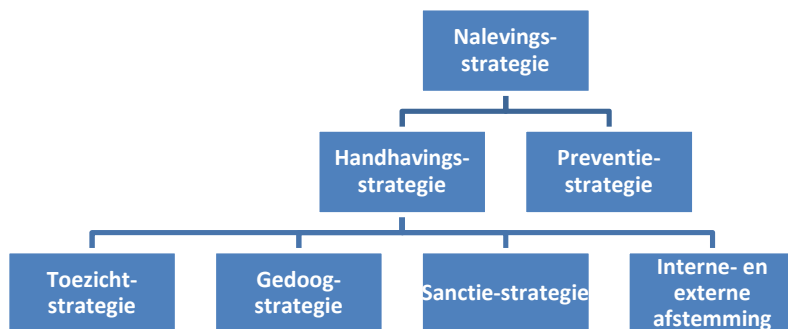 Nalevings-
strategie
Handhavings-
strategie
Preventie-
strategie
Toezicht-
strategie
Gedoog-
strategie
Sanctie-strategie
Interne- en
externe
afstemming